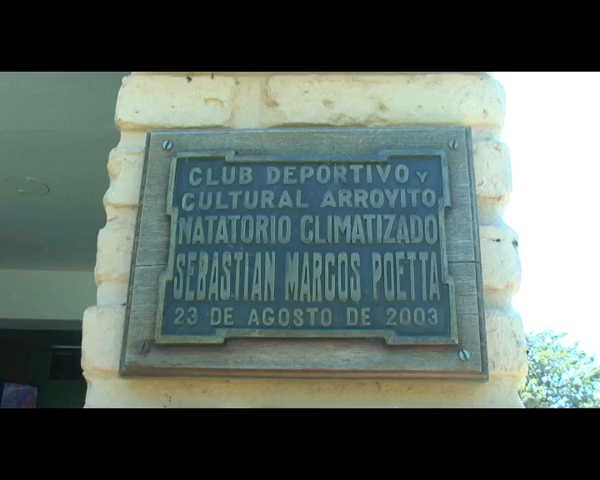 CLUB DEPORTIVO Y
CULTURAL ARROYITO
NATATORIO CLIMATIZADO
SEBASTIAN MARCOS POETTA
23 DE AGOSTO DE 2003